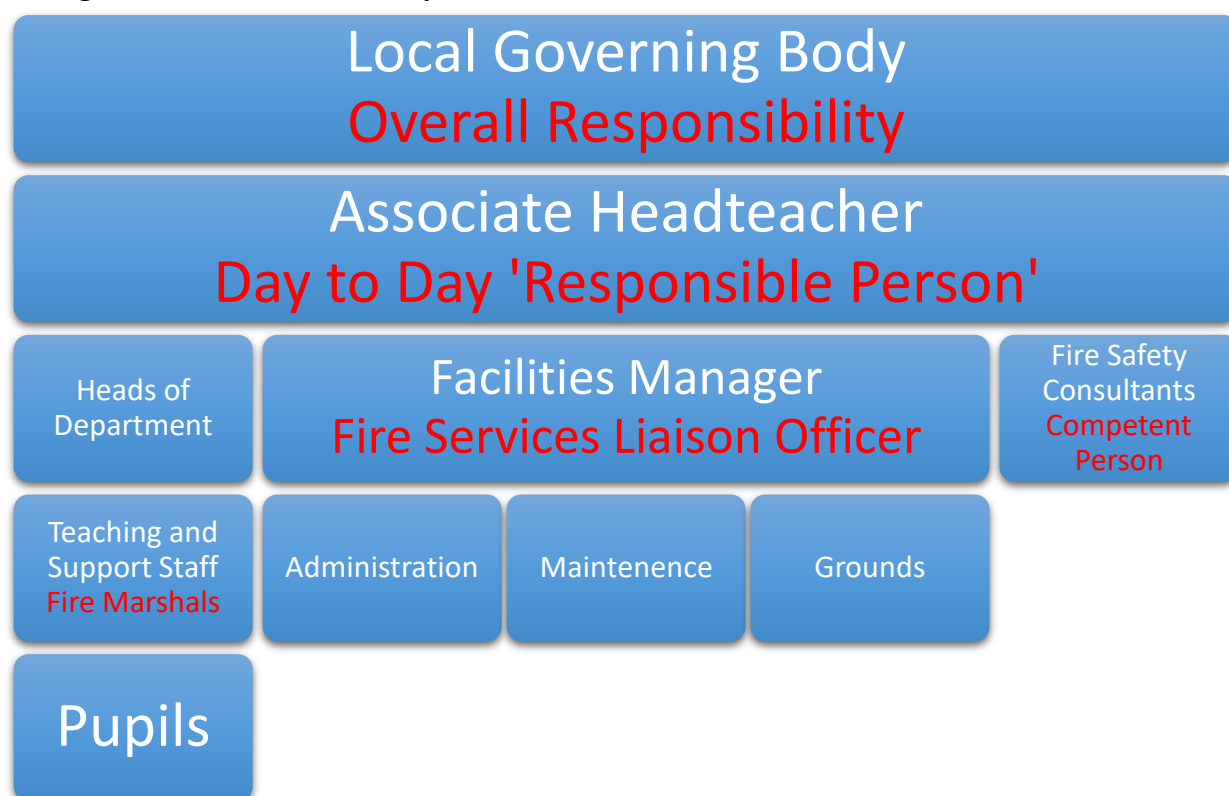 Local Governing Body
Overall Responsibility
Associate Headteacher
Day to Day 'Responsible Person'
Heads of
Department
Facilities Manager
Fire Services Liaison Officer
Fire Safety
Consultants
Competent
Person
Teaching and
Support Staff
Fire Marshals
Administration
Maintenence
Grounds
Pupils